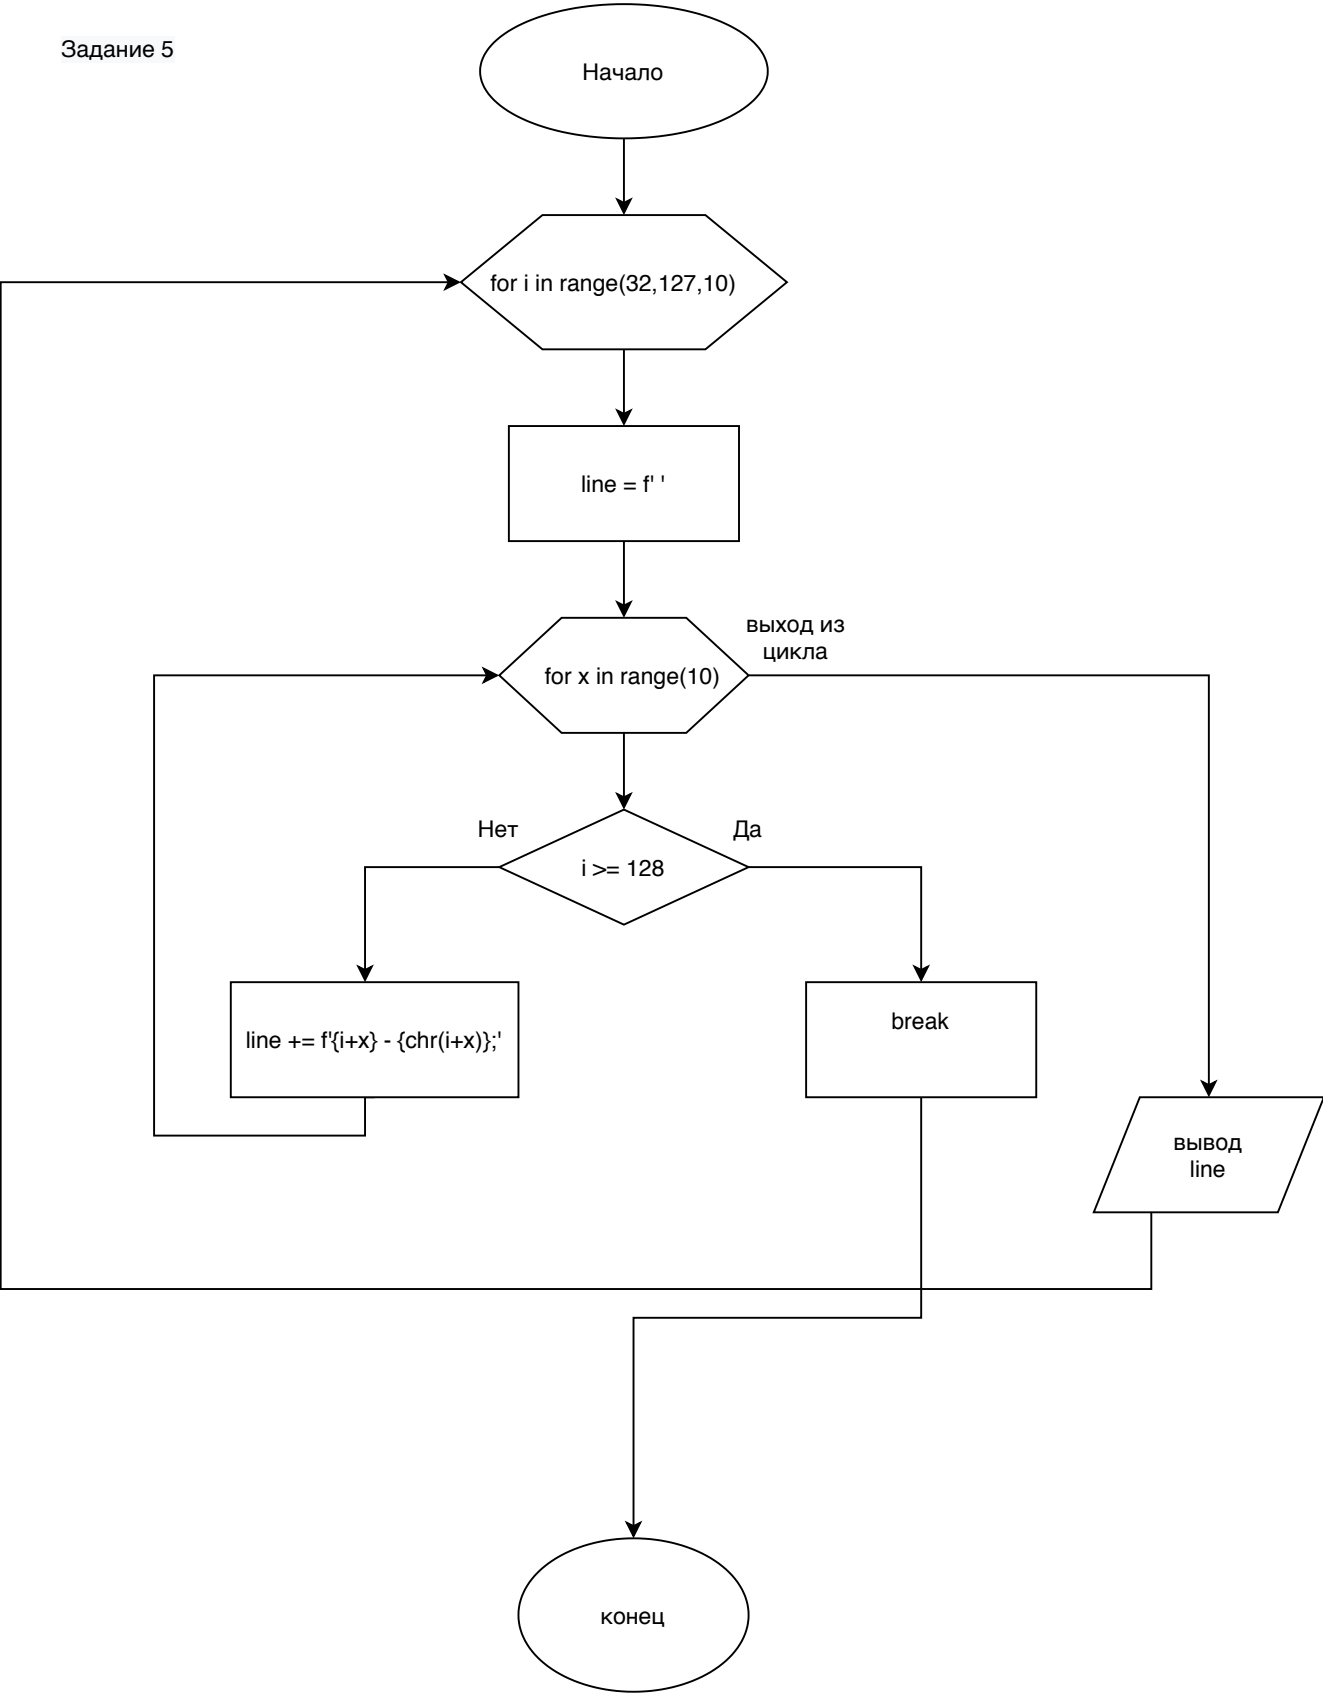 Задание 5
Начало
for i in range(32,127,10)
line = f' '
выход из
цикла
for x in range(10)
Нет
Да
i >= 128
line += f'{i+x} - {chr(i+x)};'
break
вывод
line
конец